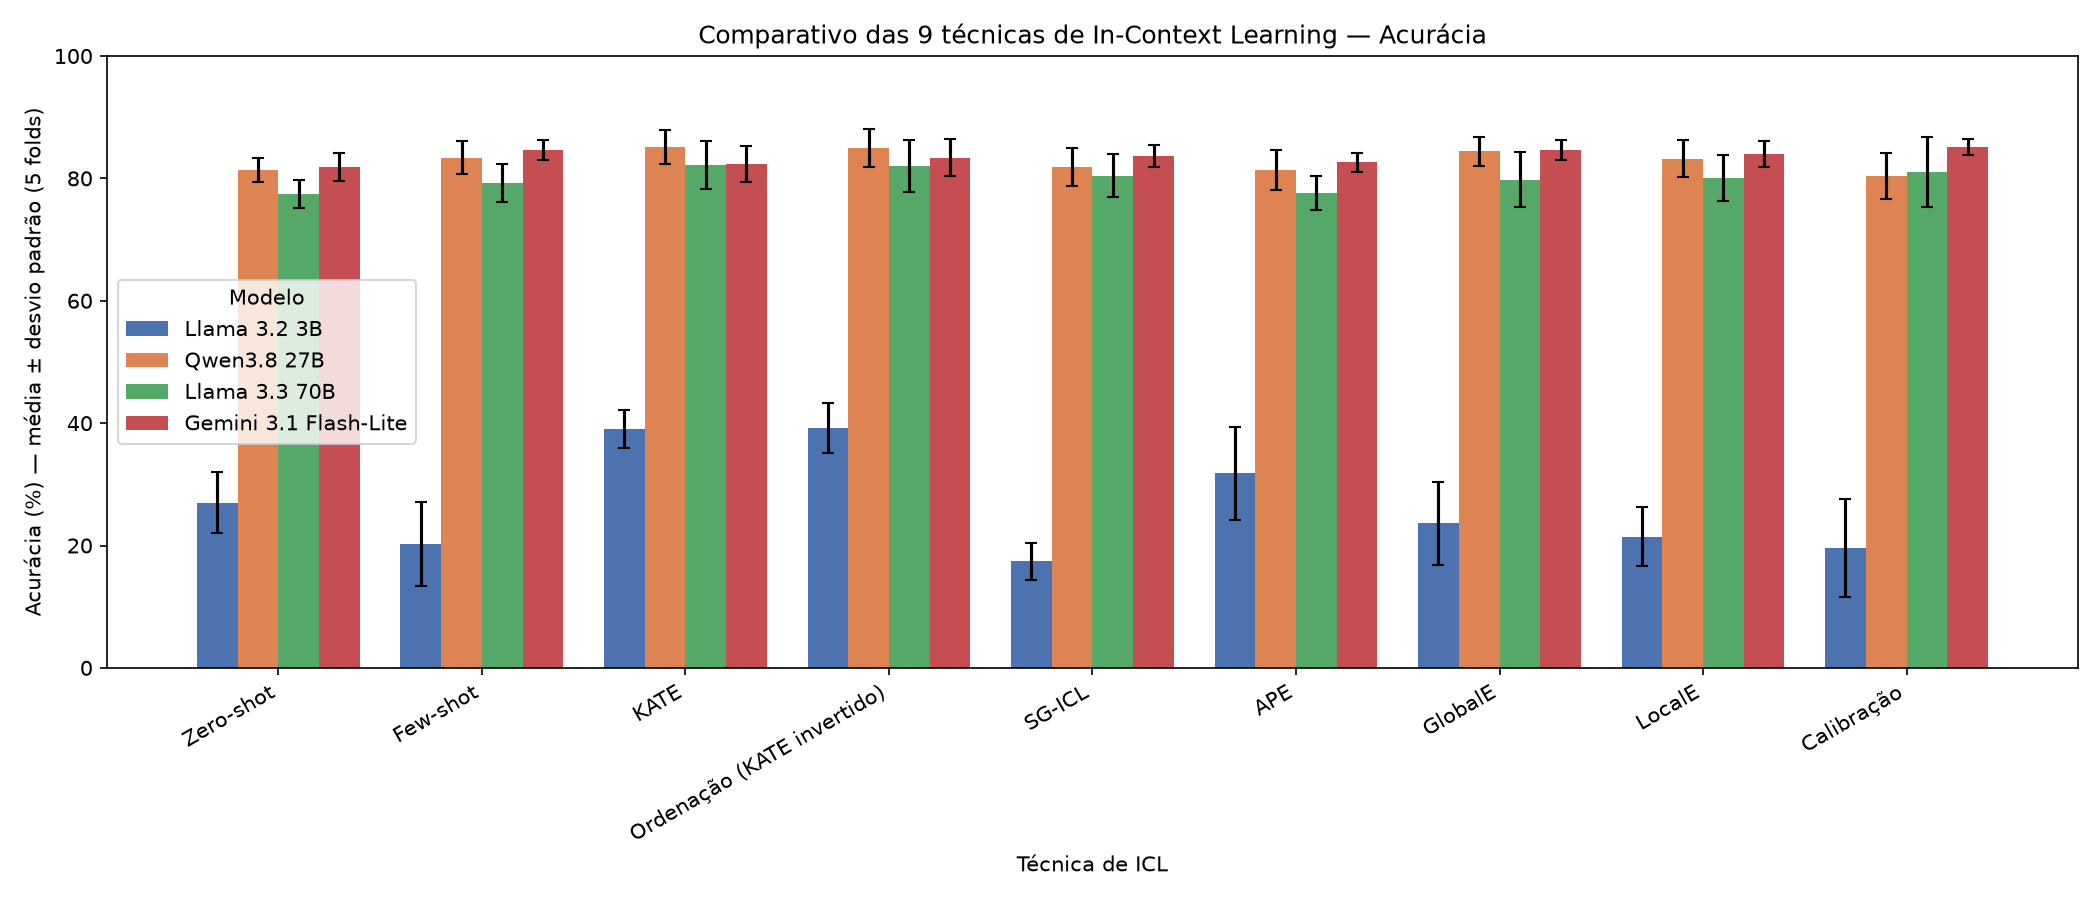 Comparativo das 9 técnicas de In-Context Learning — Acurácia
Acurácia (%) — média ± desvio padrão (5 folds)
100
80
60
40
20
0
Modelo
Llama 3.2 3B
Qwen3.8 27B
Llama 3.3 70B
Gemini 3.1 Flash-Lite
Zero-shot
Few-shot
KATE
Ordenação (KATE invertido)
SG-ICL
APE
GlobalE
LocalE
Calibração
Técnica de ICL